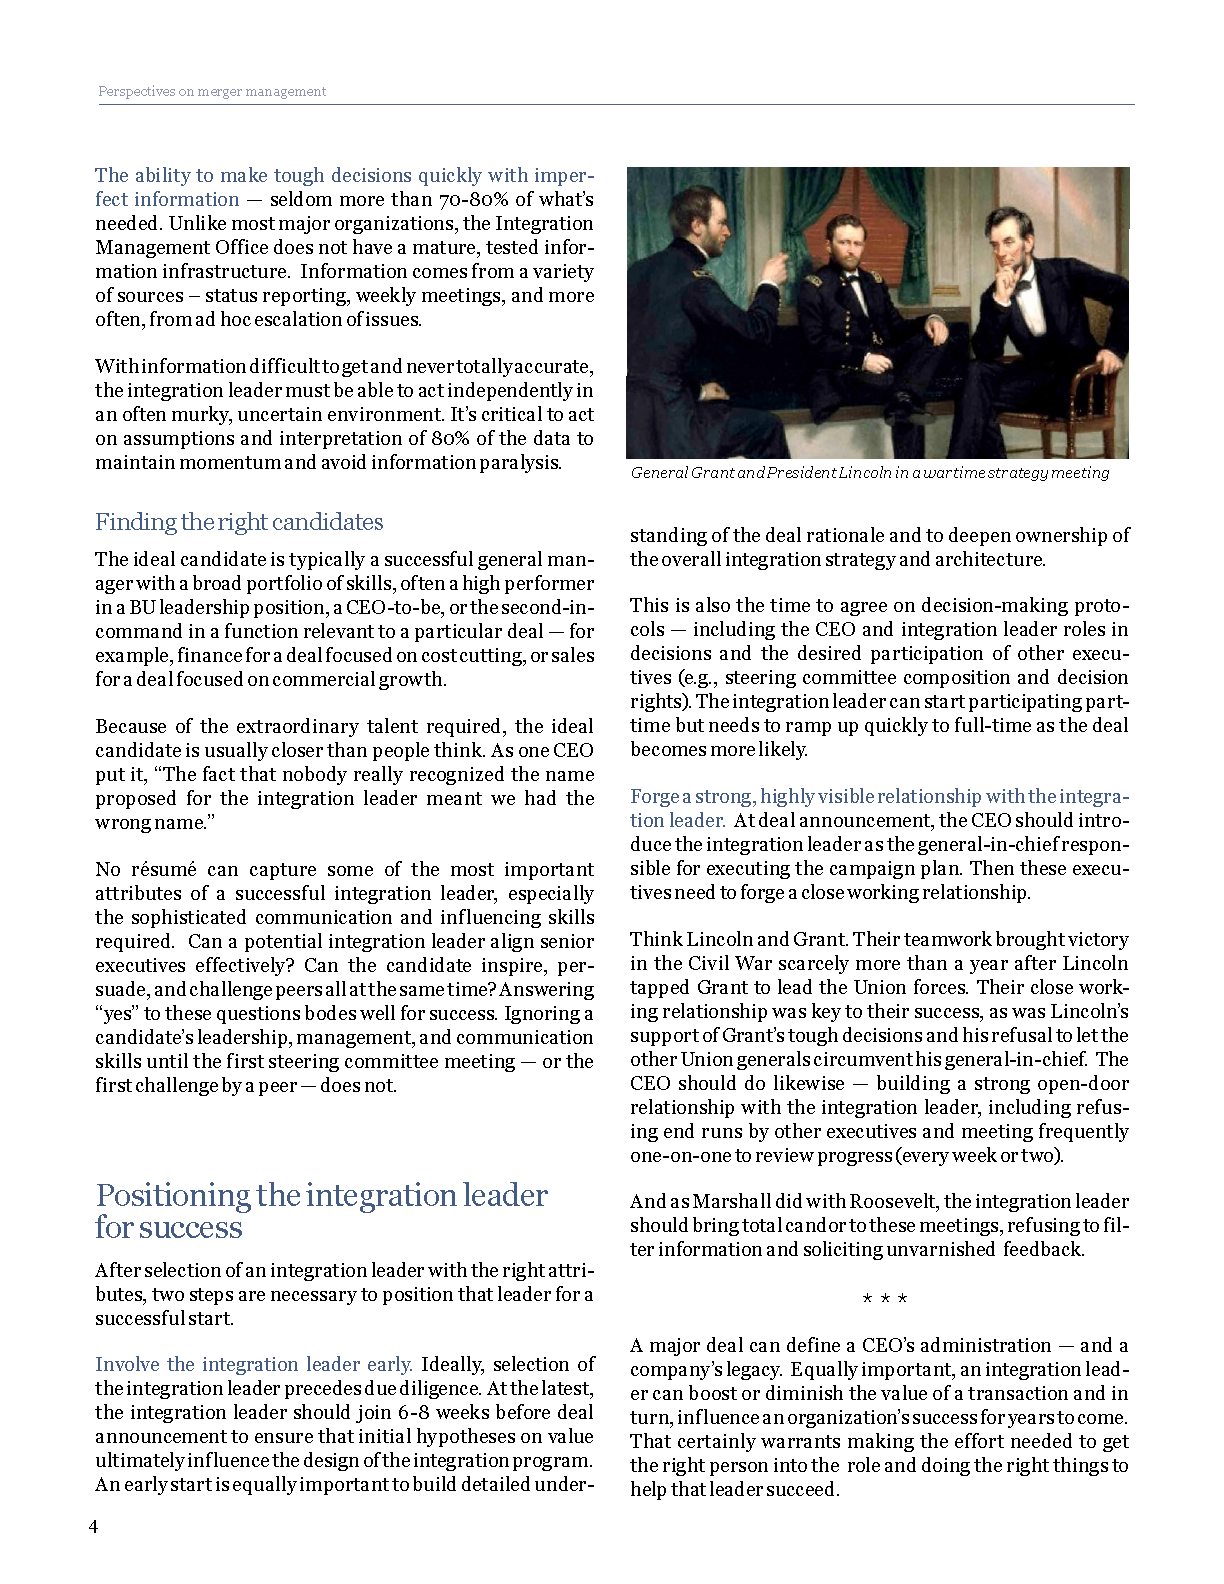 Perspectives on merger management
The ability to make tough decisions quickly with imper-
fect information — seldom more than 70-80% of what’s
needed. Unlike most major organizations, the Integration
Management Office does not have a mature, tested infor-
mation infrastructure. Information comes from a variety
of sources – status reporting, weekly meetings, and more
often, from ad hoc escalation of issues.
With information difficult to get and never totally accurate,
the integration leader must be able to act independently in
an often murky, uncertain environment. It’s critical to act
on assumptions and interpretation of 80% of the data to
maintain momentum and avoid information paralysis.
Finding the right candidates
The ideal candidate is typically a successful general man-
ager with a broad portfolio of skills, often a high performer
in a BU leadership position, a CEO-to-be, or the second-in-
command in a function relevant to a particular deal — for
example, finance for a deal focused on cost cutting, or sales
for a deal focused on commercial growth.
Because of the extraordinary talent required, the ideal
candidate is usually closer than people think. As one CEO
put it, “The fact that nobody really recognized the name
proposed for the integration leader meant we had the
wrong name.”
No résumé can capture some of the most important
attributes of a successful integration leader, especially
the sophisticated communication and influencing skills
required. Can a potential integration leader align senior
executives effectively? Can the candidate inspire, per-
suade, and challenge peers all at the same time? Answering
“yes” to these questions bodes well for success. Ignoring a
candidate’s leadership, management, and communication
skills until the first steering committee meeting — or the
first challenge by a peer — does not.
Positioning the integration leader
for success
After selection of an integration leader with the right attri-
butes, two steps are necessary to position that leader for a
successful start.
Involve the integration leader early. Ideally, selection of
the integration leader precedes due diligence. At the latest,
the integration leader should join 6-8 weeks before deal
announcement to ensure that initial hypotheses on value
ultimately influence the design of the integration program.
An early start is equally important to build detailed under-
General Grant and President Lincoln in a wartime strategy meeting
standing of the deal rationale and to deepen ownership of
the overall integration strategy and architecture.
This is also the time to agree on decision-making proto-
cols — including the CEO and integration leader roles in
decisions and the desired participation of other execu-
tives (e.g., steering committee composition and decision
rights). The integration leader can start participating part-
time but needs to ramp up quickly to full-time as the deal
becomes more likely.
Forge a strong, highly visible relationship with the integra-
tion leader. At deal announcement, the CEO should intro-
duce the integration leader as the general-in-chief respon-
sible for executing the campaign plan. Then these execu-
tives need to forge a close working relationship.
Think Lincoln and Grant. Their teamwork brought victory
in the Civil War scarcely more than a year after Lincoln
tapped Grant to lead the Union forces. Their close work-
ing relationship was key to their success, as was Lincoln’s
support of Grant’s tough decisions and his refusal to let the
other Union generals circumvent his general-in-chief. The
CEO should do likewise — building a strong open-door
relationship with the integration leader, including refus-
ing end runs by other executives and meeting frequently
one-on-one to review progress (every week or two).
And as Marshall did with Roosevelt, the integration leader
should bring total candor to these meetings, refusing to fil-
ter information and soliciting unvarnished feedback.
* * *
A major deal can define a CEO’s administration — and a
company’s legacy. Equally important, an integration lead-
er can boost or diminish the value of a transaction and in
turn, influence an organization’s success for years to come.
That certainly warrants making the effort needed to get
the right person into the role and doing the right things to
help that leader succeed.
4